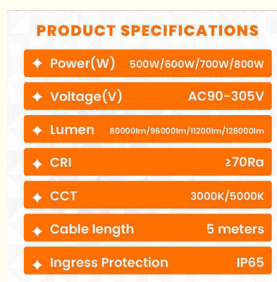 PRODUCT SPECIFICATIONS
Power(W) 500W/600W/700W/800W
Voltage(V) AC90-305V
Lumen 80000lm/96000lm/11200lm/128000lm
CRI ≥70Ra
CCT 3000K/5000K
Cable length 5 meters
Ingress Protection IP65